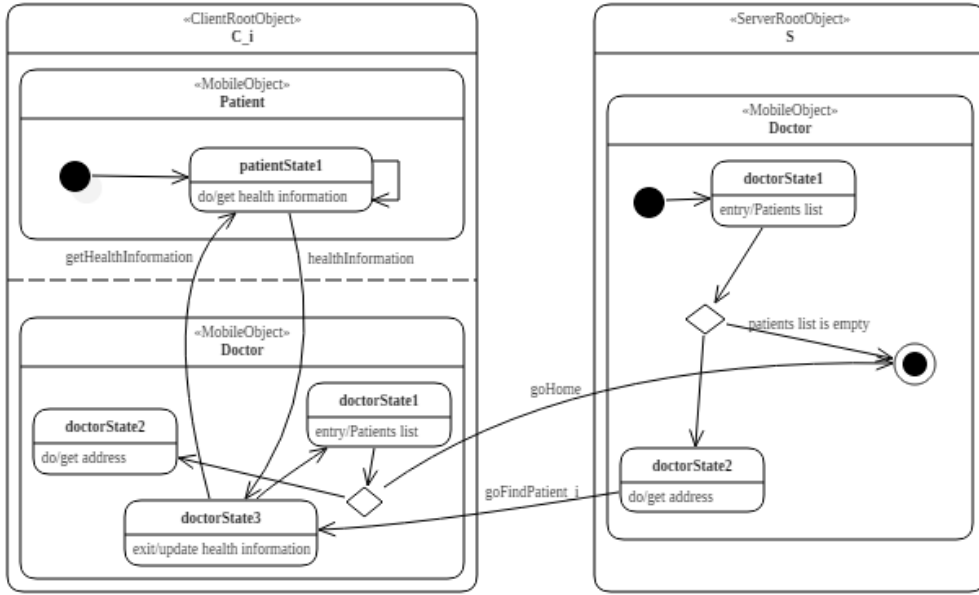 «ClientRootObject»
C_i
«MobileObject»
Patient
patientState1
do/get health information
getHealthInformation
healthInformation
«MobileObject»
Doctor
doctorState1
entry/Patients list
doctorState2
do/get address
doctorState3
exit/update health information
goHome
goFindPatient_i
«ServerRootObject»
S
«MobileObject»
Doctor
doctorState1
entry/Patients list
patients list is empty
doctorState2
do/get address